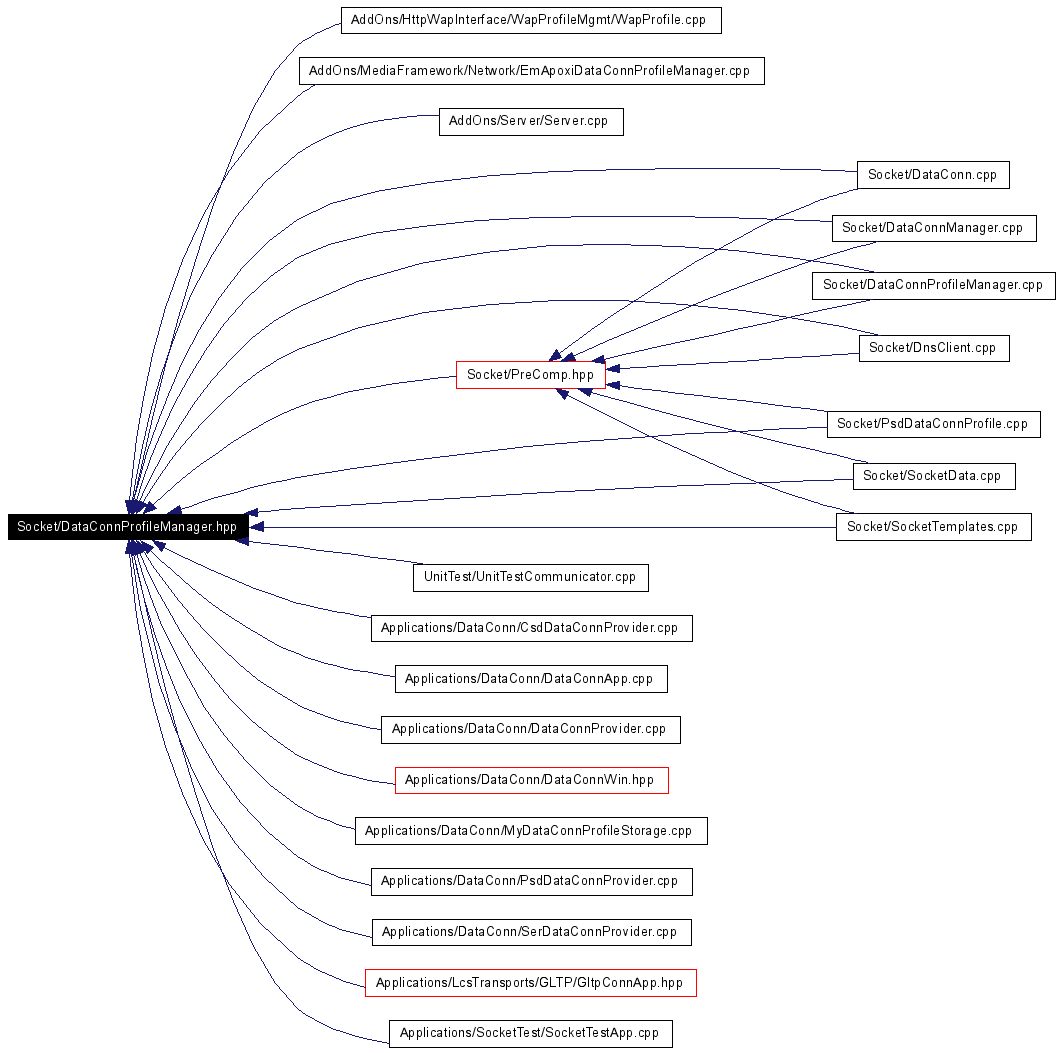 AddOns/HttpWapInterface/WapProfileMgmt/WapProfile.cpp
AddOns/MediaFramework/Network/EmApoxiDataConnProfileManager.cpp
AddOns/Server/Server.cpp
Socket/DataConn.cpp
Socket/DataConnManager.cpp
Socket/DataConnProfileManager.cpp
Socket/DnsClient.cpp
Socket/PreComp.hpp
Socket/PsdDataConnProfile.cpp
Socket/SocketData.cpp
Socket/DataConnProfileManager.hpp
Socket/SocketTemplates.cpp
UnitTest/UnitTestCommunicator.cpp
Applications/DataConn/CsdDataConnProvider.cpp
Applications/DataConn/DataConnApp.cpp
Applications/DataConn/DataConnProvider.cpp
Applications/DataConn/DataConnWin.hpp
Applications/DataConn/MyDataConnProfileStorage.cpp
Applications/DataConn/PsdDataConnProvider.cpp
Applications/DataConn/SerDataConnProvider.cpp
Applications/LcsTransports/GLTP/GltpConnApp.hpp
Applications/SocketTest/SocketTestApp.cpp